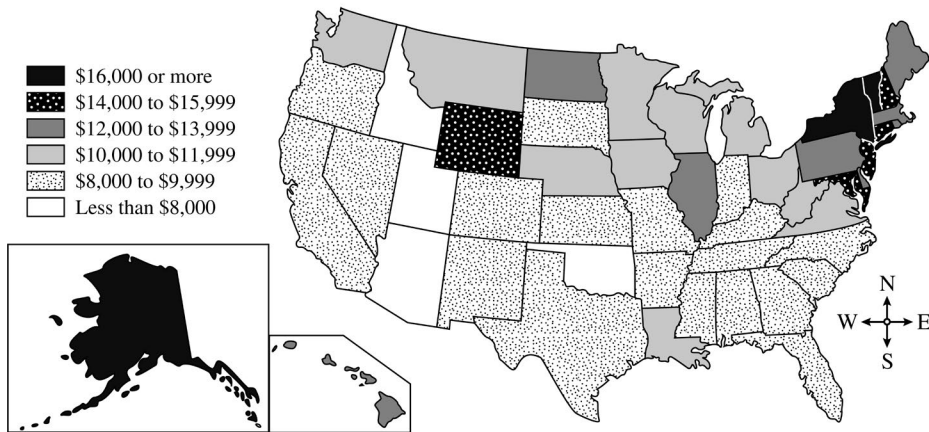 $16,000 or more
$14,000 to $15,999
$12,000 to $13,999
$10,000 to $11,999
$8,000 to $9,999
Less than $8,000
N
W E
S